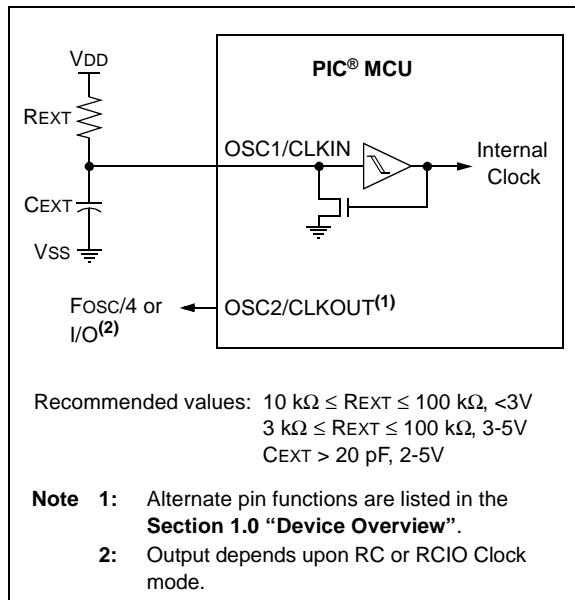 VDD
PIC® MCU
REXT
OSC1/CLKIN
Internal
Clock
CEXT
VSS
FOSC/4 or
I/O(2)
OSC2/CLKOUT(1)
Recommended values: 10 kΩ ≤ REXT ≤ 100 kΩ, <3V
3 kΩ ≤ REXT ≤ 100 kΩ, 3-5V
CEXT > 20 pF, 2-5V
Note 1: Alternate pin functions are listed in the
Section 1.0 “Device Overview”.
2: Output depends upon RC or RCIO Clock
mode.